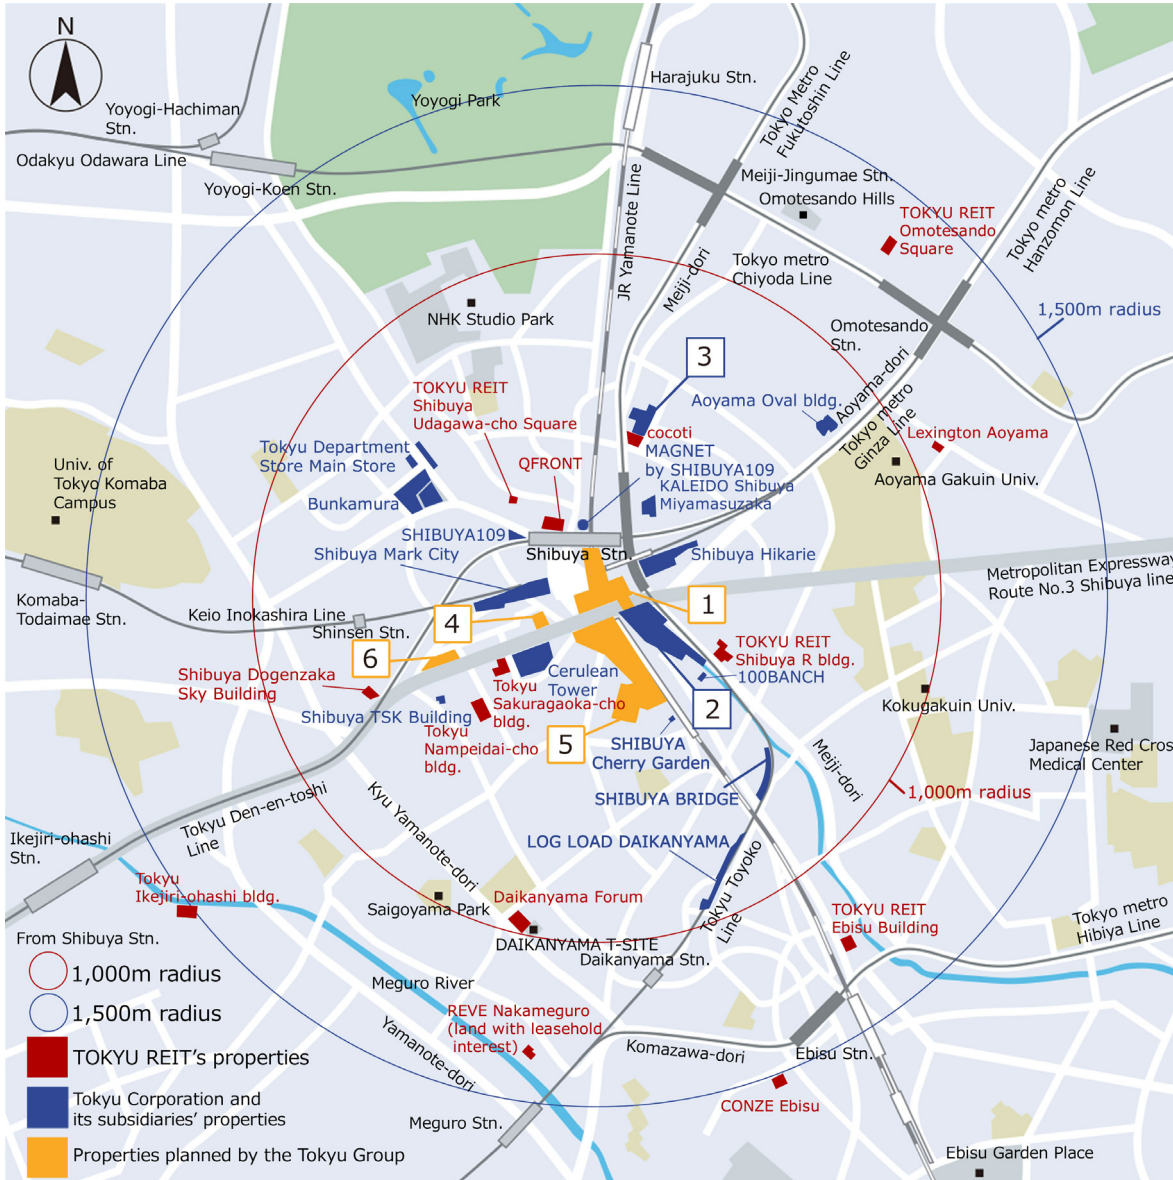 N
Yoyogi-Hachiman
Stn.
Odakyu Odawara Line
Yoyogi-Koen Stn.
Yoyogi Park
Harajuku Stn.
Tokyo Metro
Fukutoshin Line
Meiji-Jingumae Stn.
Omotesando Hills
TOKYU REIT
Omotesando
Square
Tokyo metro
Hanzomon Line
JR Yamanote Line
Meiji-dori
Tokyo metro
Chiyoda Line
1,500m radius
NHK Studio Park
Omotesando
Stn.
3
TOKYU REIT
Shibuya
Udagawa-cho Square
Aoyama Oval bldg.
Aoyama-dori
Tokyo metro
Ginza Line
Lexington Aoyama
cocoti
MAGNET
by SHIBUYA109
KALEIDO Shibuya
Miyamasuzaka
Tokyu Department
Store Main Store
QFRONT
Univ. of
Tokyo Komaba
Campus
Aoyama Gakuin Univ.
Bunkamura
SHIBUYA109
Shibuya Mark City
Shibuya Stn.
Shibuya Hikarie
Metropolitan Expressway
Route No.3 Shibuya line
Komaba-
Todaimae Stn.
Keio Inokashira Line
Shinsen Stn.
4
1
6
TOKYU REIT
Shibuya R bldg.
100BANCH
Shibuya Dogenzaka
Sky Building
Cerulean
Tower
Tokyu
Sakuragaoka-cho
bldg.
Shibuya TSK Building
Tokyu
Nampeidai-cho
bldg.
2
5
Kokugakuin Univ.
SHIBUYA
Cherry Garden
Japanese Red Cross
Medical Center
Meiji-dori
SHIBUYA BRIDGE
1,000m radius
Tokyu Den-en-toshi
Line
Kyu Yamanote-dori
Ikejiri-ohashi
Stn.
LOG LOAD DAIKANYAMA
Tokyu Toyoko
Line
Tokyu
Ikejiri-ohashi bldg.
Saigoyama Park
Daikanyama Forum
TOKYU REIT
Ebisu Building
Tokyo metro
Hibiya Line
DAIKANYAMA T-SITE
Daikanyama Stn.
From Shibuya Stn.
1,000m radius
1,500m radius
Meguro River
Yamanote-dori
REVE Nakameguro
(land with leasehold
interest)
Komazawa-dori
Ebisu Stn.
TOKYU REIT's properties
Tokyu Corporation and
its subsidiaries' properties
Properties planned by the Tokyu Group
Meguro Stn.
CONZE Ebisu
Ebisu Garden Place